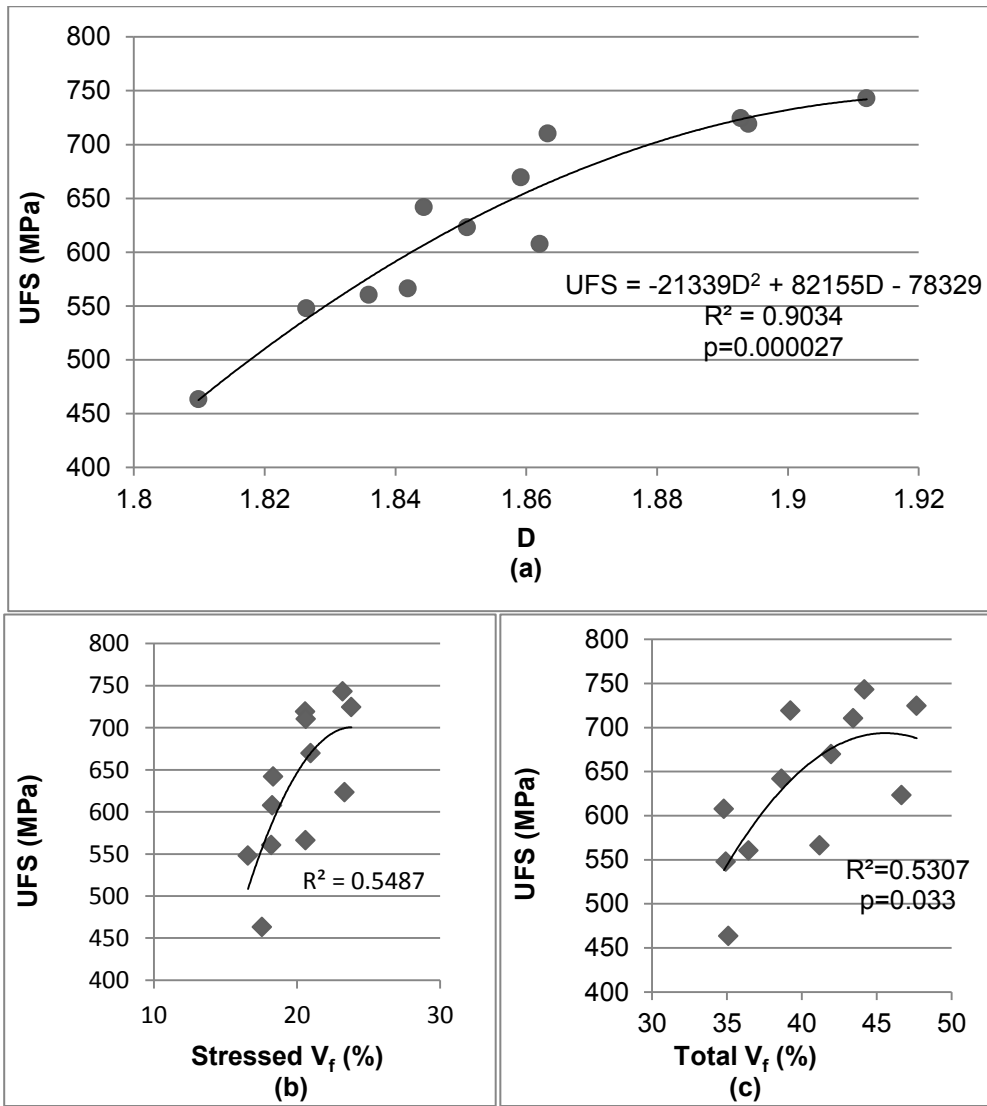 800
750
700
650
600
550
500
450
400
UFS (MPa)
UFS = -21339D² + 82155D - 78329
R² = 0.9034
p=0.000027
1.8 1.82 1.84 1.86 1.88 1.9 1.92
D
(a)
800
750
700
650
600
550
500
450
400
UFS (MPa)
R² = 0.5487
10 20 30
Stressed V_f (%)
(b)
800
750
700
650
600
550
500
450
400
UFS (MPa)
R²=0.5307
p=0.033
30 35 40 45 50
Total V_f (%)
(c)